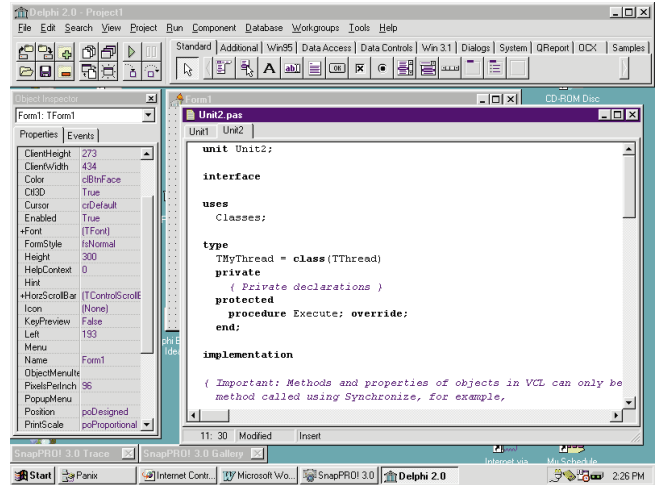 Delphi 2.0 - Project1
File Edit Search View Project Run Component Database Workgroups Tools Help
Standard Additional Win95 Data Access Data Controls Win 3.1 Dialogs System QReport OCX Samples
Object Inspector
Form1: TForm1
Properties Events
ClientHeight 273
ClientWidth 434
Color clBtnFace
Ctl3D True
Cursor crDefault
Enabled True
+Font (TFont)
FormStyle fsNormal
Height 300
HelpContext 0
Hint
+HorzScrollBar (TControlScrollB
Icon (None)
KeyPreview False
Left 193
Menu
Name Form1
ObjectMenuIte
PixelsPerInch 96
PopupMenu
Position poDesigned
PrintScale poProportional
Form1
CD-ROM Disc
Unit2.pas
Unit1 Unit2
unit Unit2;
interface
uses
Classes;
type
TMyThread = class(TThread)
private
{ Private declarations }
protected
procedure Execute; override;
end;
implementation
{ Important: Methods and properties of objects in VCL can only be
method called using Synchronize, for example,
11: 30 Modified Insert
SnapPRO! 3.0 Trace SnapPRO! 3.0 Gallery
Internet via My Schedule
Start Panix Internet Contr... Microsoft Wo... SnapPRO! 3.0 Delphi 2.0 2:26 PM